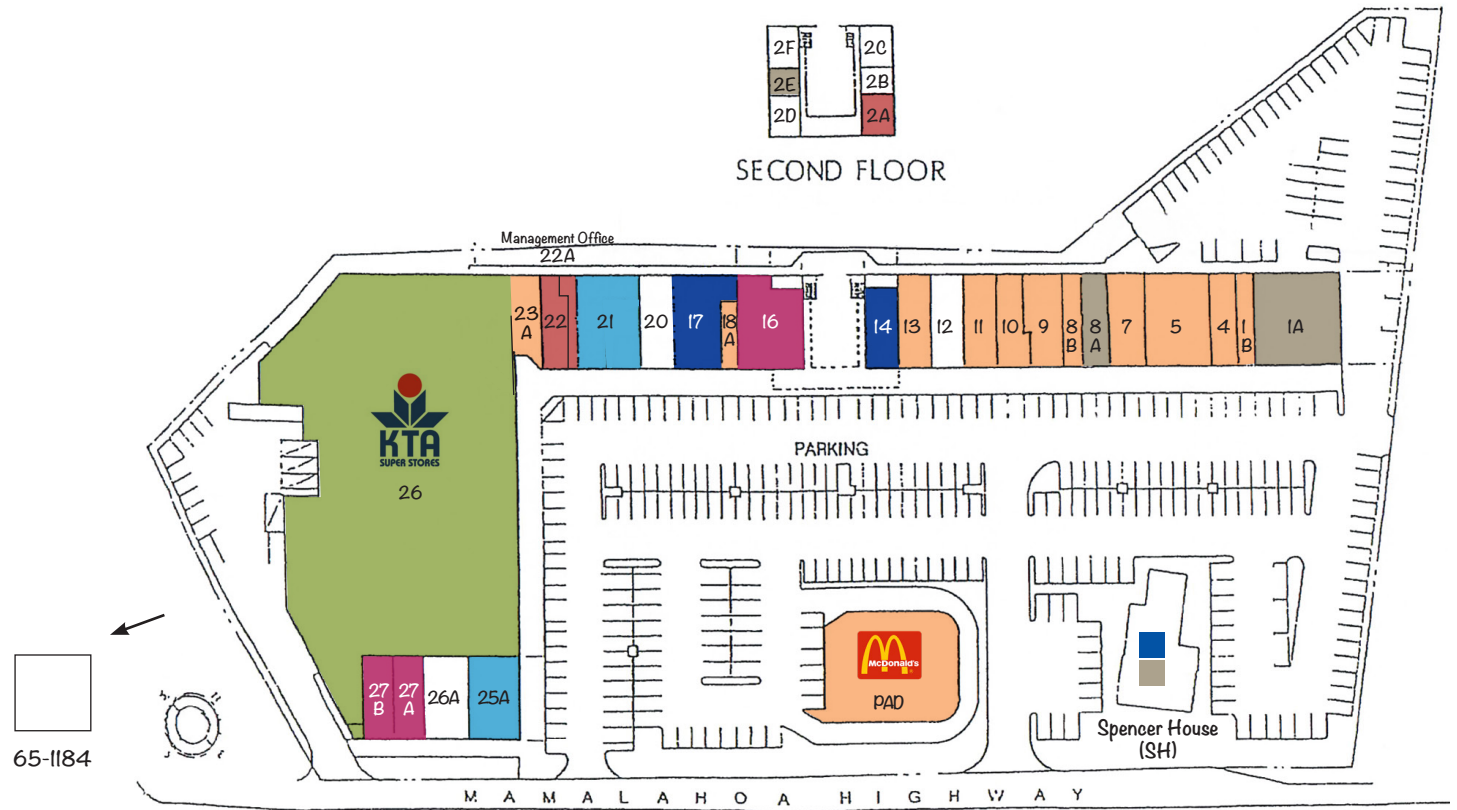 2F
2C
2E
2B
2D
2A
SECOND FLOOR
Management Office
22A
23
A
22
21
20
17
18
A
16
14
13
12
11
10
9
8
B
8
A
7
5
4
1
B
1A
PARKING
KTA
SUPER STORES
26
McDonald's
PAD
27
B
27
A
26A
25A
Spencer House
(SH)
65-1184
MAMALAHOA HIGHWAY